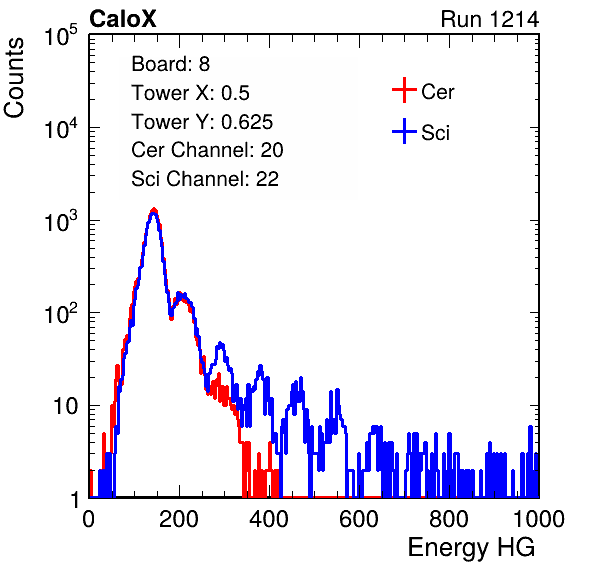 CaloX Run 1214
Counts
10^5
10^4
10^3
10^2
10
1
Board: 8
Tower X: 0.5
Tower Y: 0.625
Cer Channel: 20
Sci Channel: 22
Cer
Sci
0 200 400 600 800 1000
Energy HG